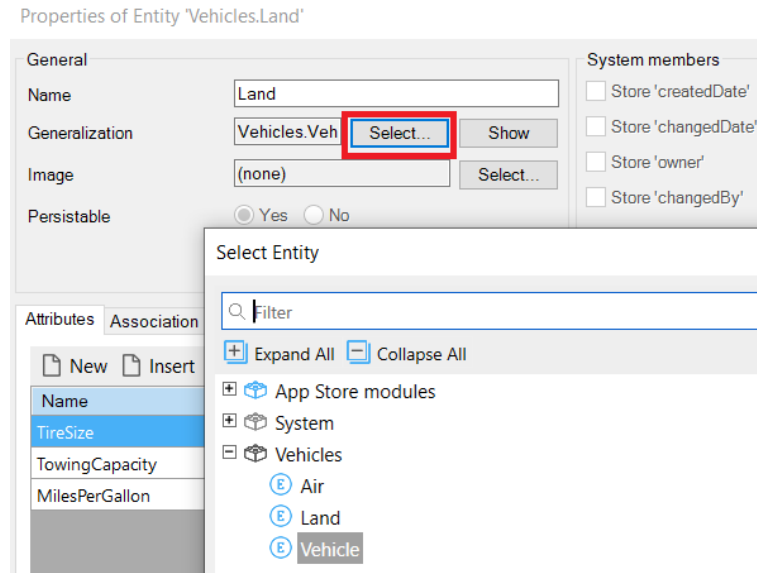 Properties of Entity 'Vehicles.Land'
General
Name
Land
Generalization
Vehicles.Veh
Select...
Show
Image
(none)
Select...
Persistable
Yes
No
System members
Store 'createdDate'
Store 'changedDate'
Store 'owner'
Store 'changedBy'
Select Entity
Filter
Expand All
Collapse All
App Store modules
System
Vehicles
Air
Land
Vehicle
Attributes
Association
New
Insert
Name
TireSize
TowingCapacity
MilesPerGallon